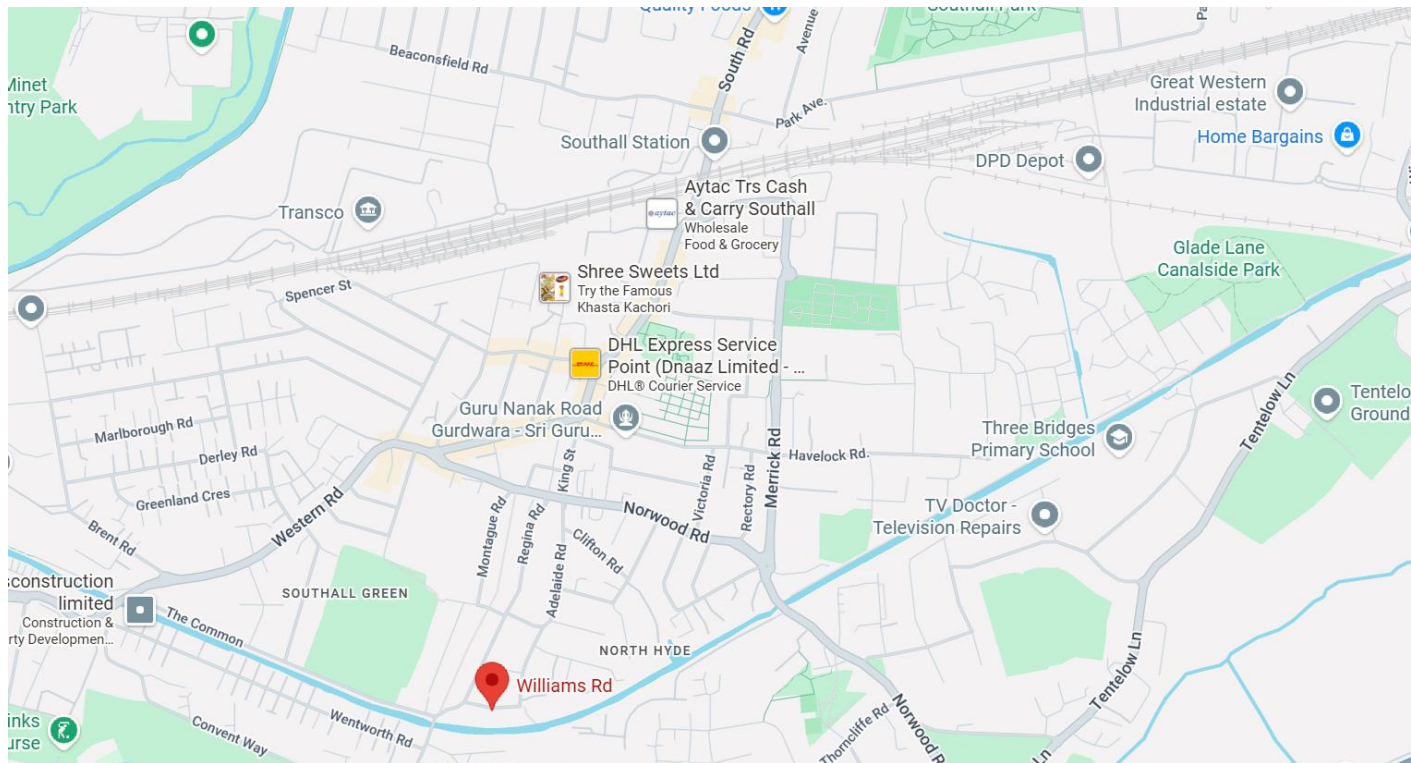 Quality Foods
Southall Park
Beaconsfield Rd
South Rd
Avenue
Minet
ntry Park
Park Ave.
Great Western
Industrial estate
Home Bargains
Southall Station
DPD Depot
Transco
Aytac Trs Cash
& Carry Southall
Wholesale
Food & Grocery
aytac
Glade Lane
Canalside Park
Spencer St
Shree Sweets Ltd
Try the Famous
Khasta Kachori
DHL Express Service
Point (Dnaaz Limited - ...
DHL® Courier Service
Tentelow Ln
Tentelo
Ground
Guru Nanak Road
Gurdwara - Sri Guru...
Marlborough Rd
Derley Rd
Greenland Cres
Three Bridges
Primary School
Havelock Rd.
Merrick Rd
King St
Victoria Rd
Rectory Rd
Western Rd
Brent Rd
Montague Rd
Regina Rd
Norwood Rd
Clifton Rd
Adelaide Rd
TV Doctor -
Television Repairs
sconstruction
limited
Construction &
rty Developmen...
SOUTHALL GREEN
The Common
NORTH HYDE
Williams Rd
Tentelow Ln
Wentworth Rd
Convent Way
inks
urse
Norwood R
Thorncliffe Rd
Ln